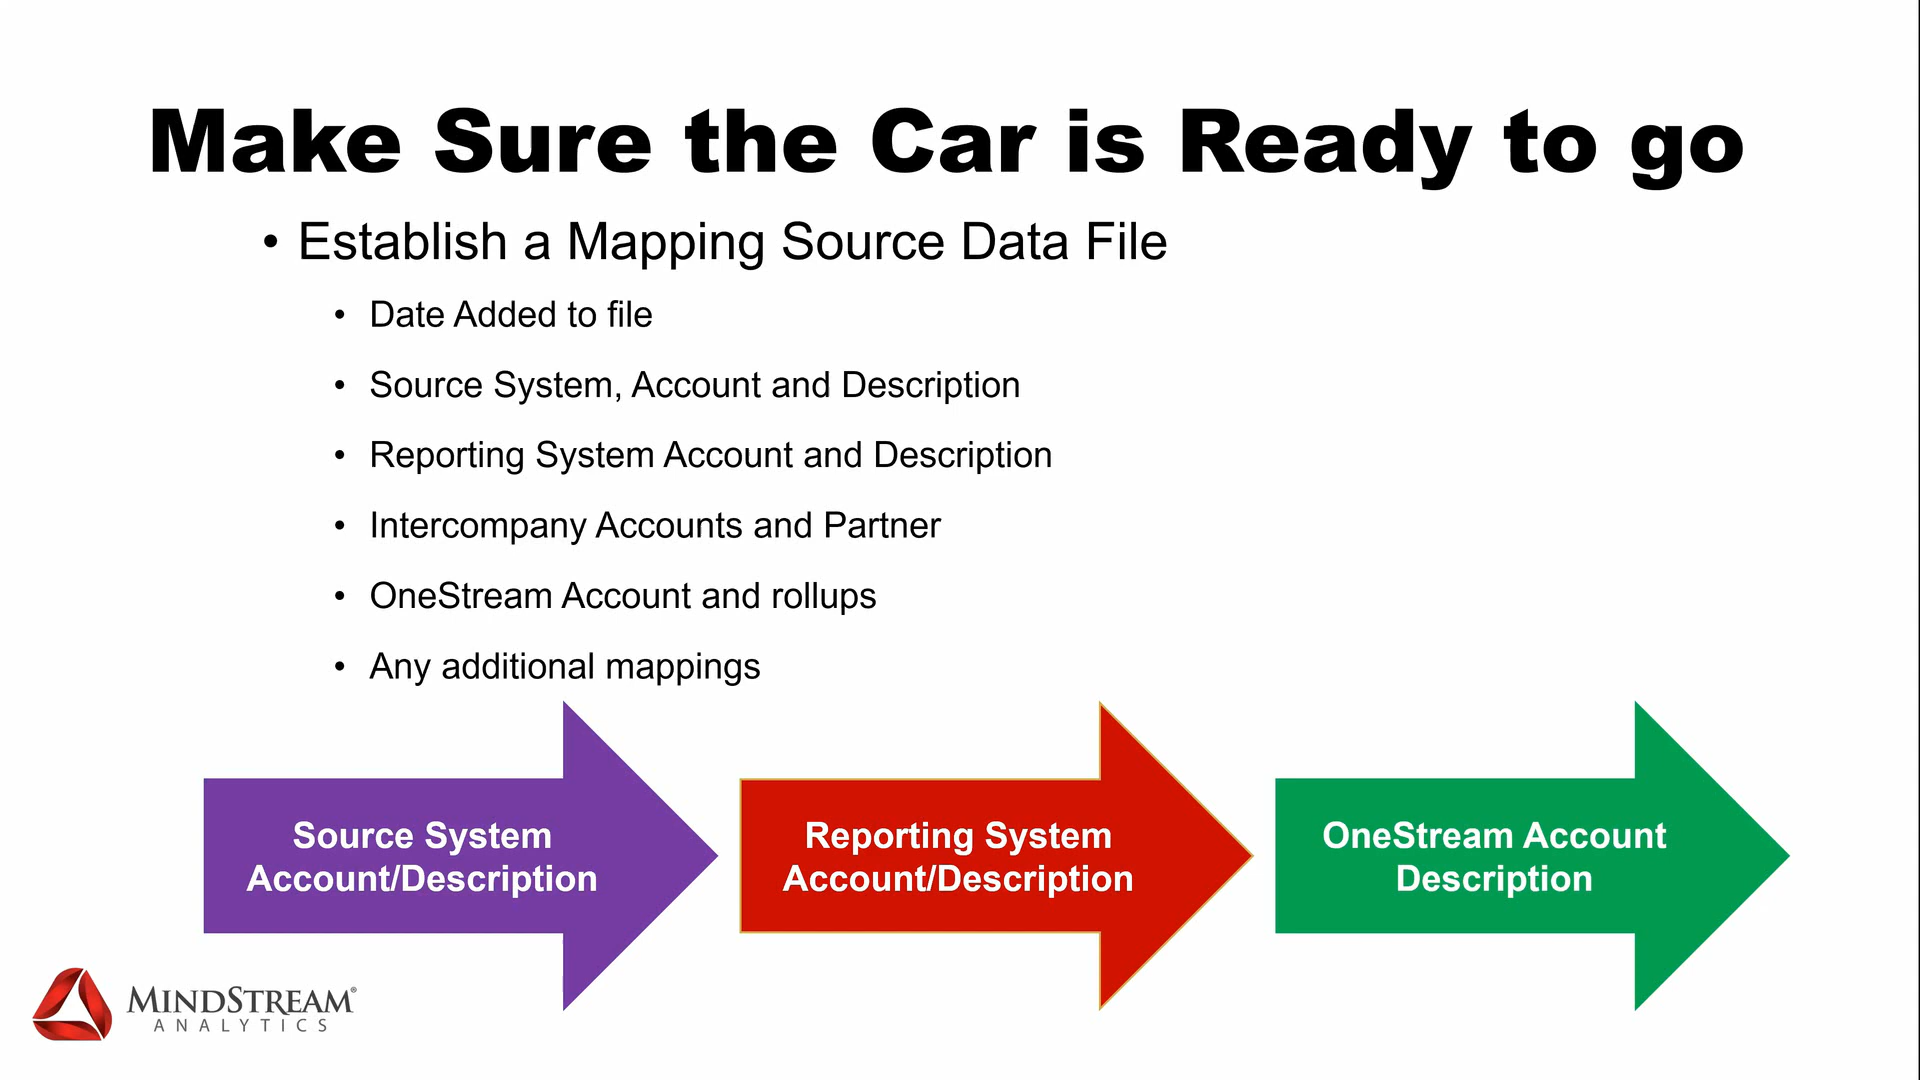 Make Sure the Car is Ready to go
• Establish a Mapping Source Data File
• Date Added to file
• Source System, Account and Description
• Reporting System Account and Description
• Intercompany Accounts and Partner
• OneStream Account and rollups
• Any additional mappings
Source System
Account/Description
Reporting System
Account/Description
OneStream Account
Description
MINDSTREAM®
ANALYTICS